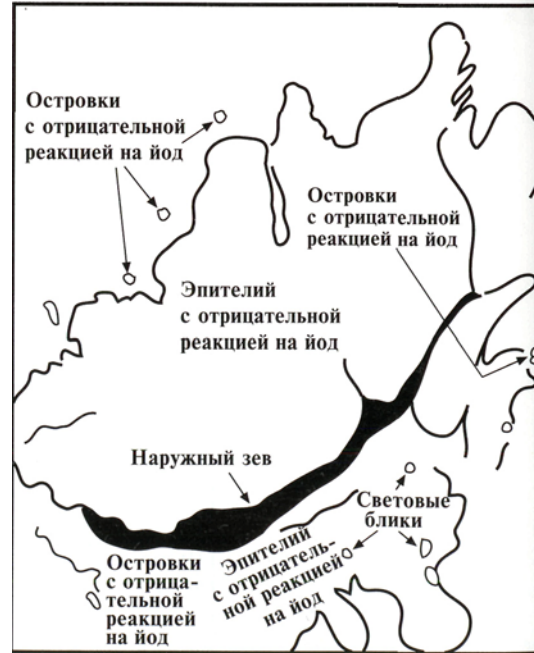 Островки
с отрицательной
реакцией на йод
Островки
с отрицательной
реакцией на йод
Эпителий
с отрицательной
реакцией на йод
Наружный зев
Световые
блики
Островки
с отрица-
тельной
реакцией
на йод
Эпителий
с отрицатель-
ной реакцией
на йод